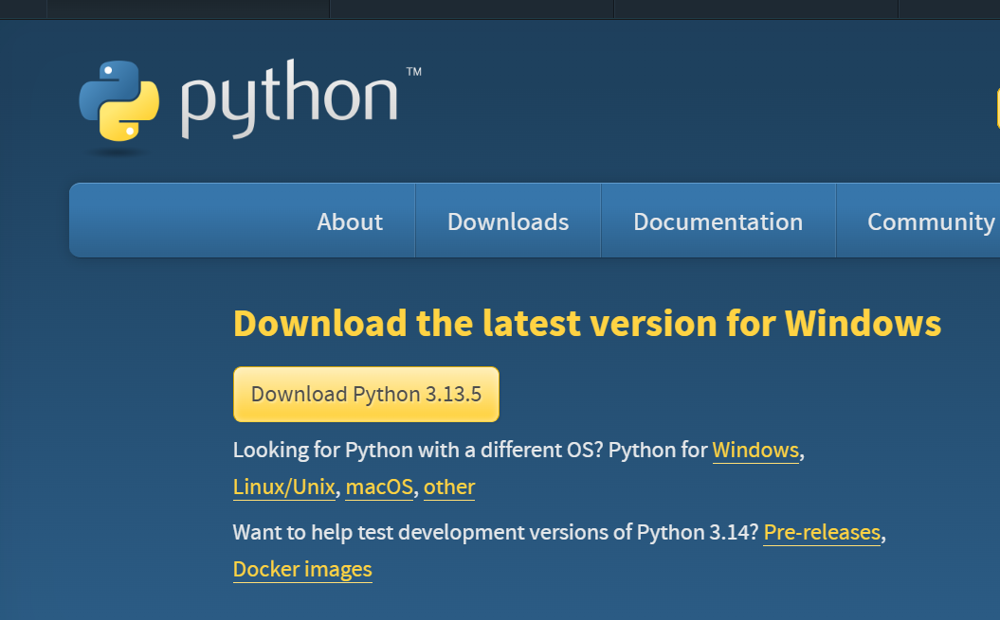 python™
About Downloads Documentation Community
Download the latest version for Windows
Download Python 3.13.5
Looking for Python with a different OS? Python for Windows,
Linux/Unix, macOS, other
Want to help test development versions of Python 3.14? Pre-releases,
Docker images